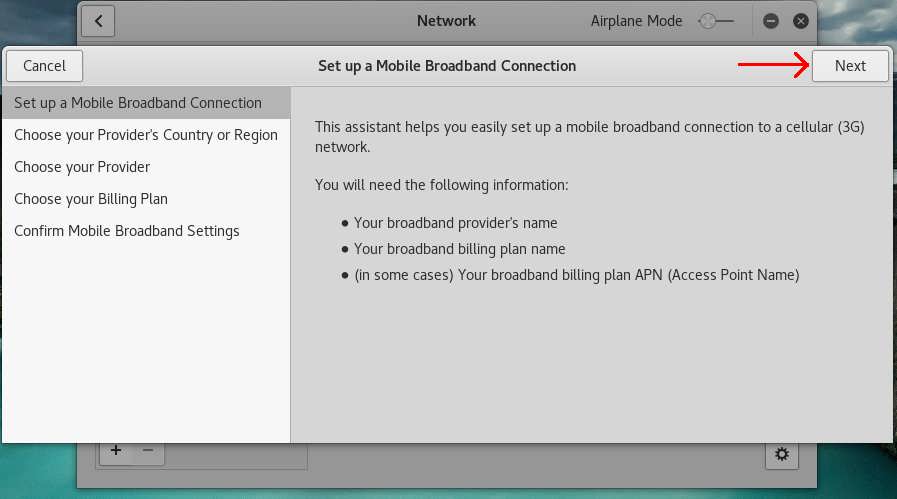 Network
Airplane Mode
Cancel
Set up a Mobile Broadband Connection
Next
Set up a Mobile Broadband Connection
Choose your Provider's Country or Region
Choose your Provider
Choose your Billing Plan
Confirm Mobile Broadband Settings
This assistant helps you easily set up a mobile broadband connection to a cellular (3G)
network.
You will need the following information:
● Your broadband provider's name
● Your broadband billing plan name
● (in some cases) Your broadband billing plan APN (Access Point Name)